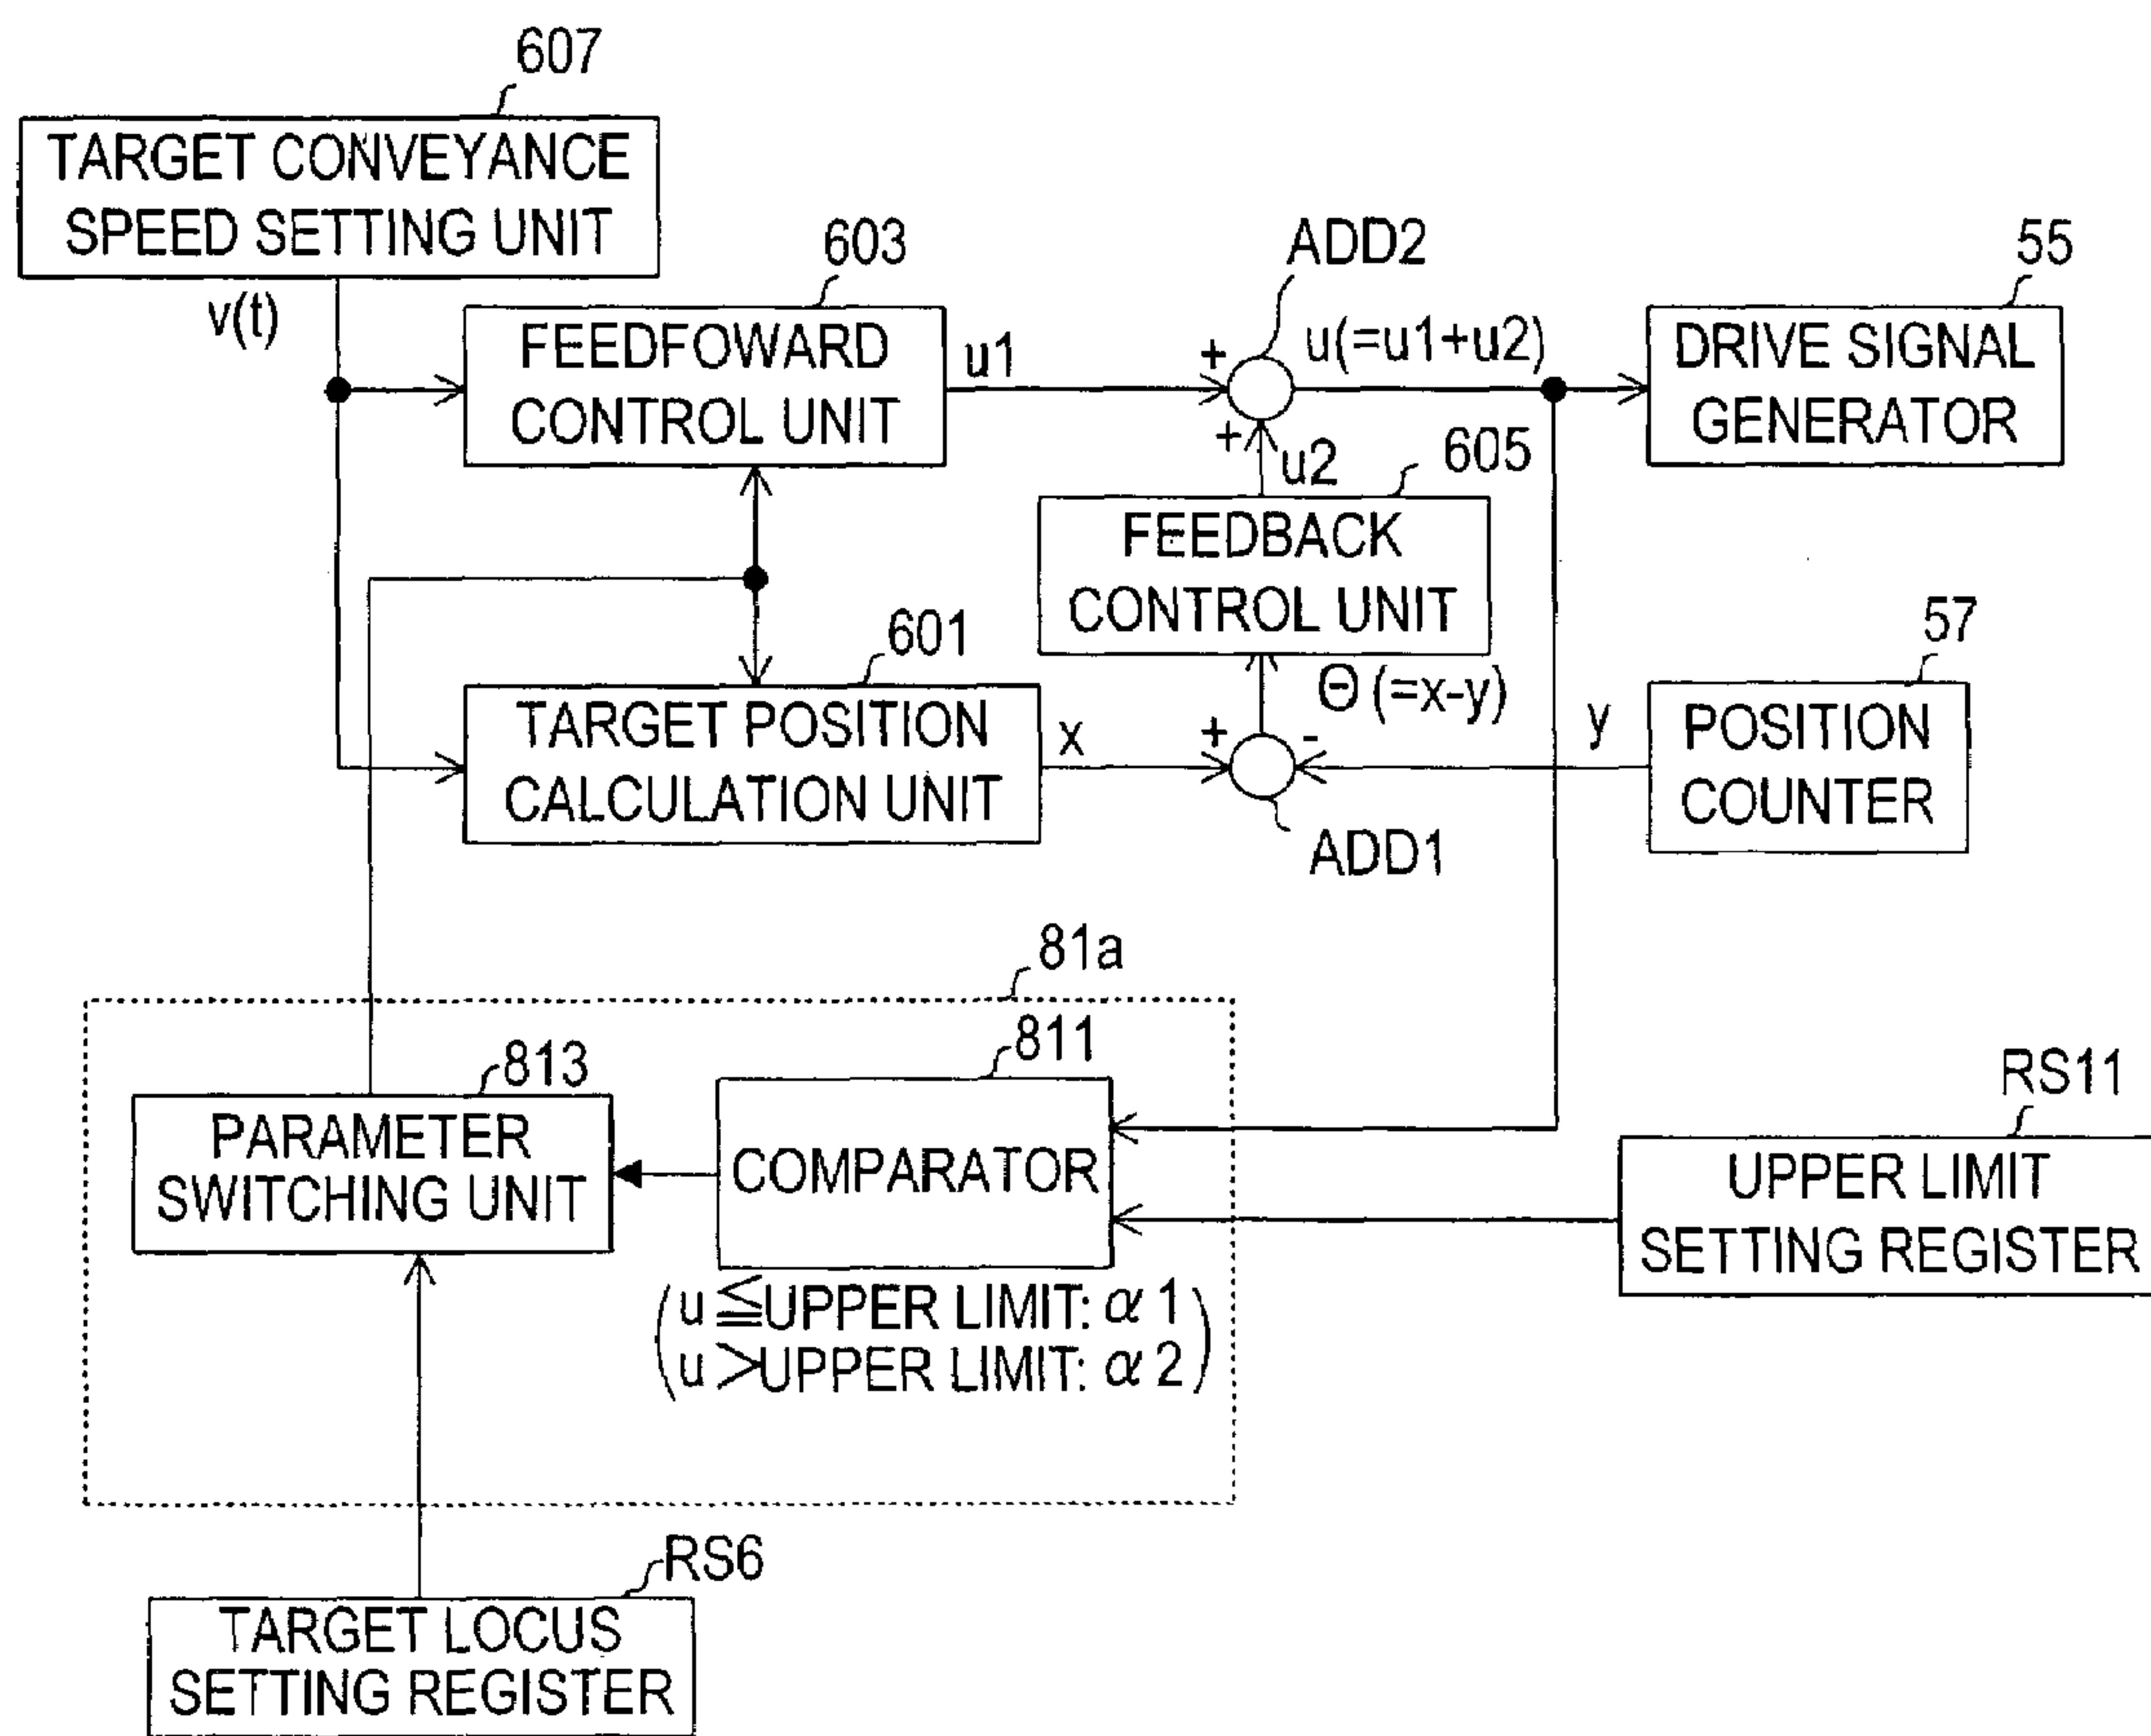 607
TARGET CONVEYANCE
SPEED SETTING UNIT
v(t)
603
FEEDFOWARD
CONTROL UNIT
u1
ADD2
+
+
u(=u1+u2)
55
DRIVE SIGNAL
GENERATOR
u2
605
FEEDBACK
CONTROL UNIT
Θ (=x-y)
601
TARGET POSITION
CALCULATION UNIT
x
+
-
ADD1
y
57
POSITION
COUNTER
81a
813
PARAMETER
SWITCHING UNIT
811
COMPARATOR
(u ≦UPPER LIMIT: α 1
u >UPPER LIMIT: α 2)
RS11
UPPER LIMIT
SETTING REGISTER
RS6
TARGET LOCUS
SETTING REGISTER